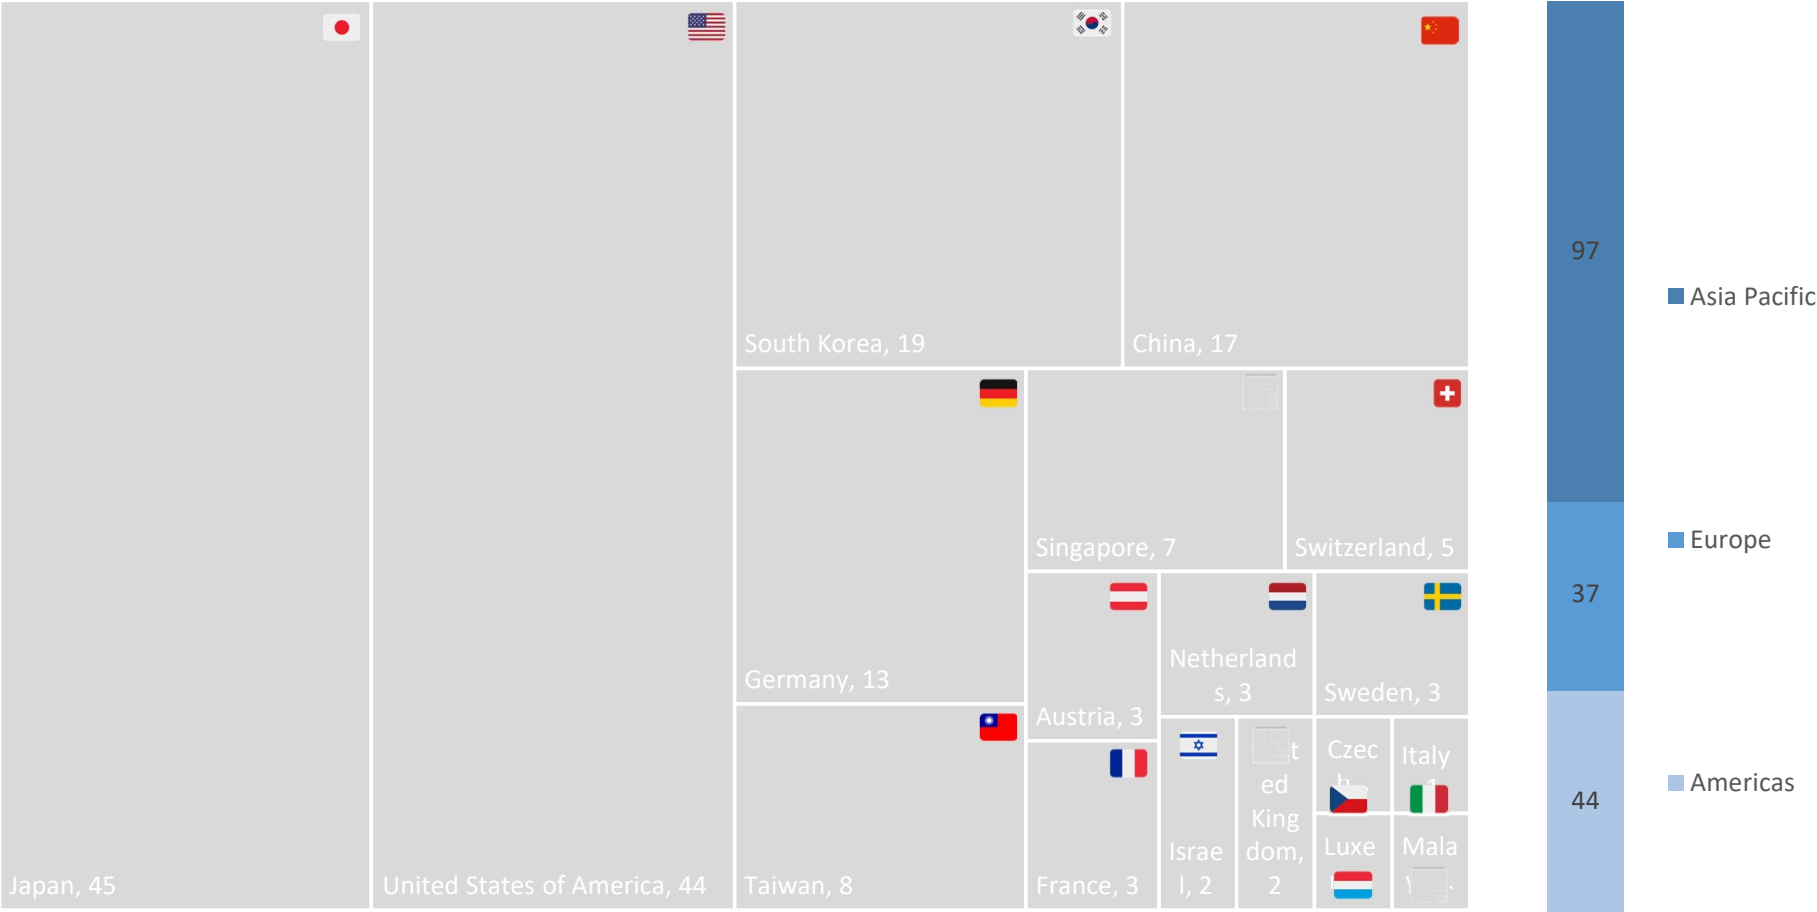 South Korea, 19
China, 17
97
Asia Pacific
Singapore, 7
Switzerland, 5
Europe
37
Germany, 13
Netherland
s, 3
Sweden, 3
Austria, 3
Czec
Italy
ed
King
dom,
2
Americas
44
Japan, 45
United States of America, 44
Taiwan, 8
France, 3
Israe
l, 2
Luxe
Mala